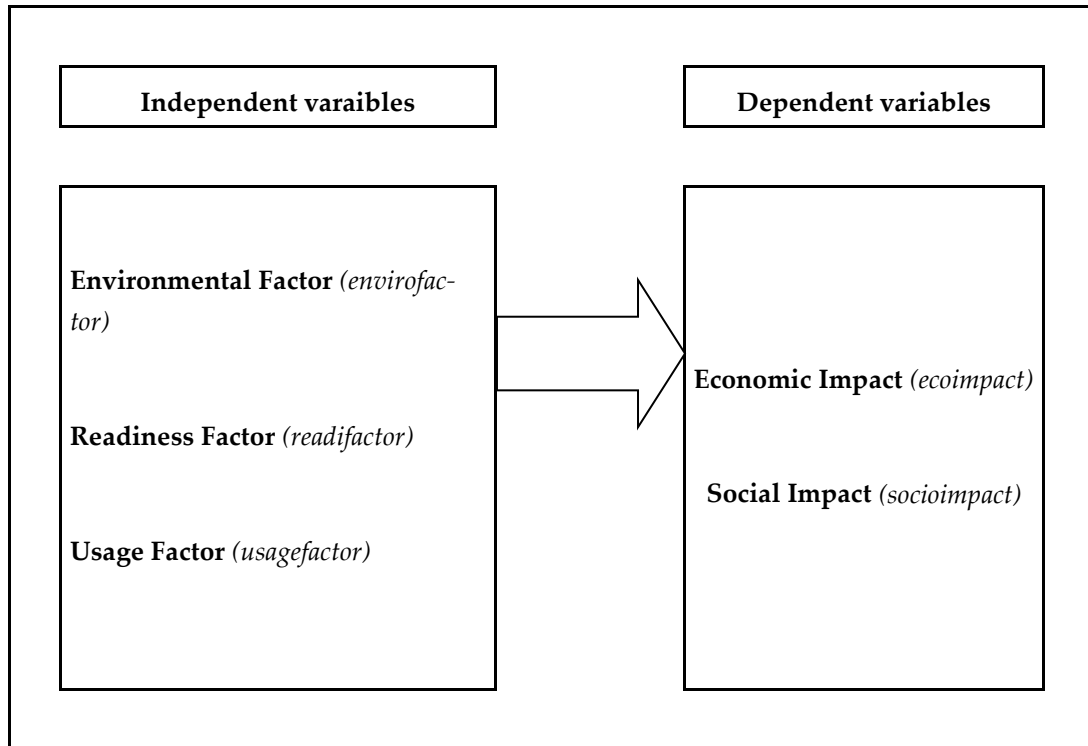 Independent varaibles
Dependent variables
Environmental Factor (envirofac-
tor)
Readiness Factor (readifactor)
Usage Factor (usagefactor)
Economic Impact (ecoimpact)
Social Impact (socioimpact)